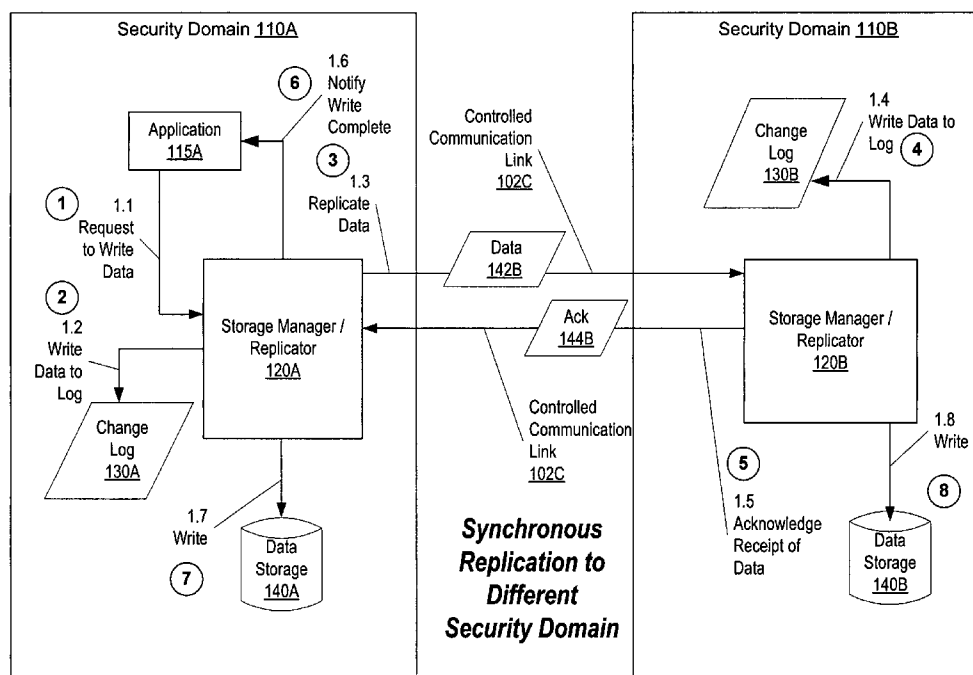 Security Domain 110A
6
1.6
Notify
Write
Complete
Application
115A
3
1.3
Replicate
Data
1
1.1
Request
to Write
Data
2
1.2
Write
Data to
Log
Storage Manager /
Replicator
120A
Change
Log
130A
1.7
Write
7
Data
Storage
140A
Controlled
Communication
Link
102C
Data
142B
Ack
144B
Controlled
Communication
Link
102C
Synchronous
Replication to
Different
Security Domain
Security Domain 110B
Change
Log
130B
1.4
Write Data to
Log
4
Storage Manager /
Replicator
120B
5
1.5
Acknowledge
Receipt of
Data
1.8
Write
8
Data
Storage
140B